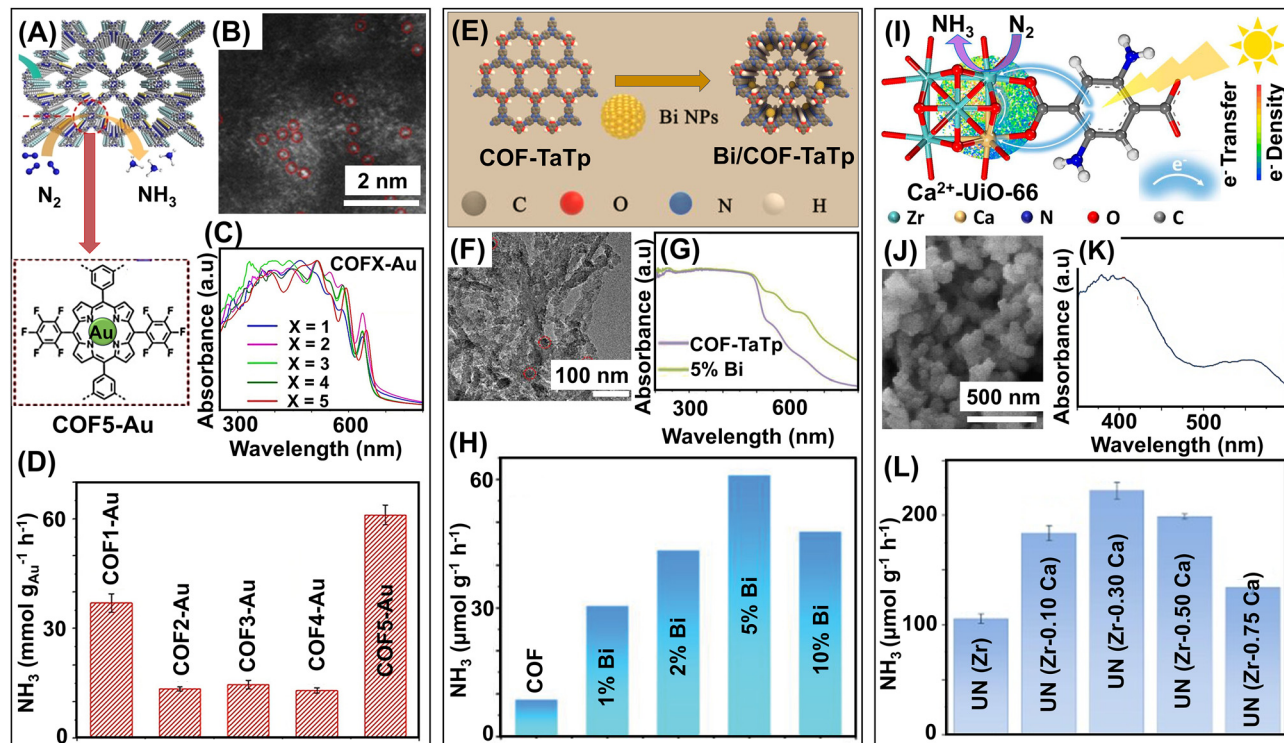 (A)
N₂
NH₃
Au
N
N
N
N
F
F
F
F
F
F
F
F
F
F
COF5-Au
(B)
2 nm
(C)
COFX-Au
X = 1
X = 2
X = 3
X = 4
X = 5
Absorbance (a.u)
300
600
Wavelength (nm)
(D)
NH₃ (mmol gAu⁻¹ h⁻¹)
60
30
0
COF1-Au
COF2-Au
COF3-Au
COF4-Au
COF5-Au
(E)
COF-TaTp
Bi NPs
Bi/COF-TaTp
C
O
N
H
(F)
100 nm
(G)
COF-TaTp
5% Bi
Absorbance (a.u)
300
600
Wavelength (nm)
(H)
NH₃ (μmol g⁻¹ h⁻¹)
60
30
0
COF
1% Bi
2% Bi
5% Bi
10% Bi
(I)
NH₃
N₂
Ca²⁺-UiO-66
e⁻
e⁻ Transfer
e⁻ Density
Zr
Ca
N
O
C
(J)
500 nm
(K)
Absorbance (a.u
400
500
Wavelength (nm)
(L)
NH₃ (μmol g⁻¹ h⁻¹)
200
100
0
UN (Zr)
UN (Zr-0.10 Ca)
UN (Zr-0.30 Ca)
UN (Zr-0.50 Ca)
UN (Zr-0.75 Ca)